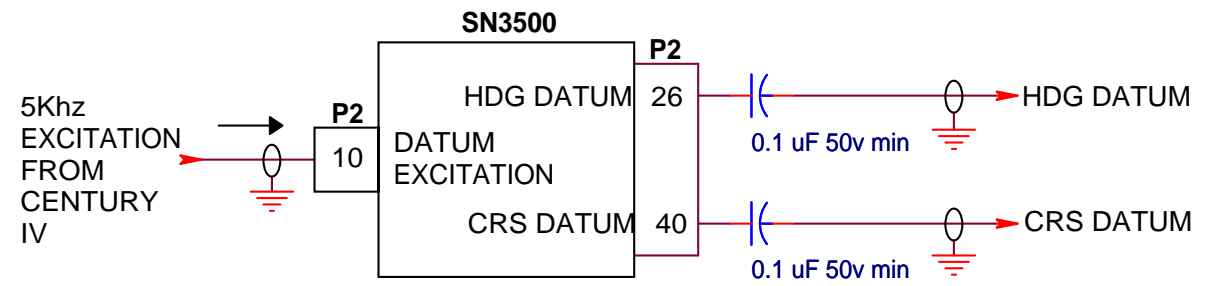 SN3500
P2
HDG DATUM 26
HDG DATUM
0.1 uF 50v min
5Khz
EXCITATION
FROM
CENTURY
IV
P2
10
DATUM
EXCITATION
CRS DATUM 40
CRS DATUM
0.1 uF 50v min